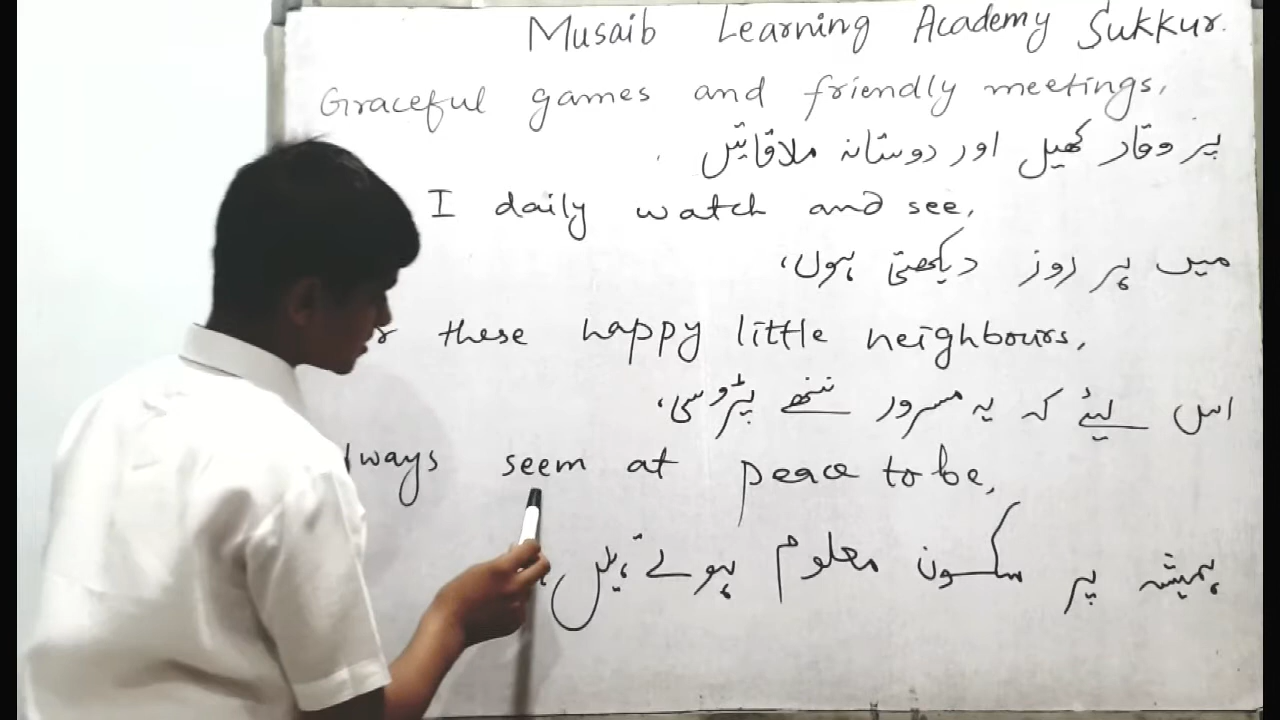 Musaib Learning Academy Sukkur.
Graceful games and friendly meetings,
پر وقار کھیل اور دوستانہ ملاقاتیں
I daily watch and see,
میں ہر روز دیکھتی ہوں،
these happy little neighbours,
اس لیئے کہ یہ مسرور ننھے پڑوسی،
lways seem at peace to be,
ہمیشہ پر سکون معلوم ہوتے ہیں